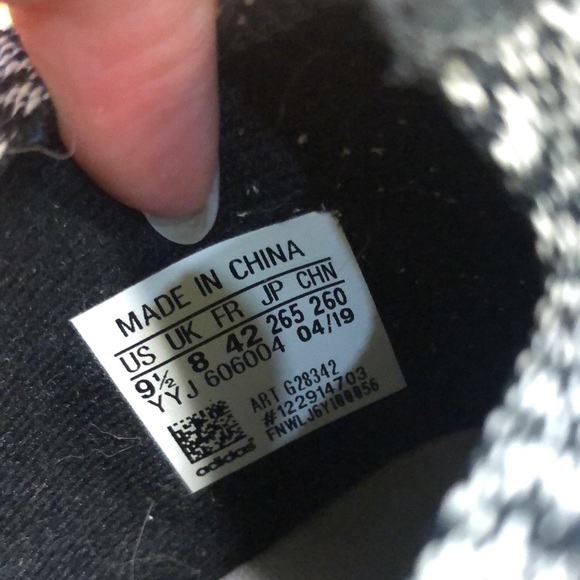 MADE IN CHINA
US UK FR JP CHN
9½ 8 42 265 260
YYJ 606004 04/19
ART G28342
#122914703
FNWLJ6Y100056
adidas